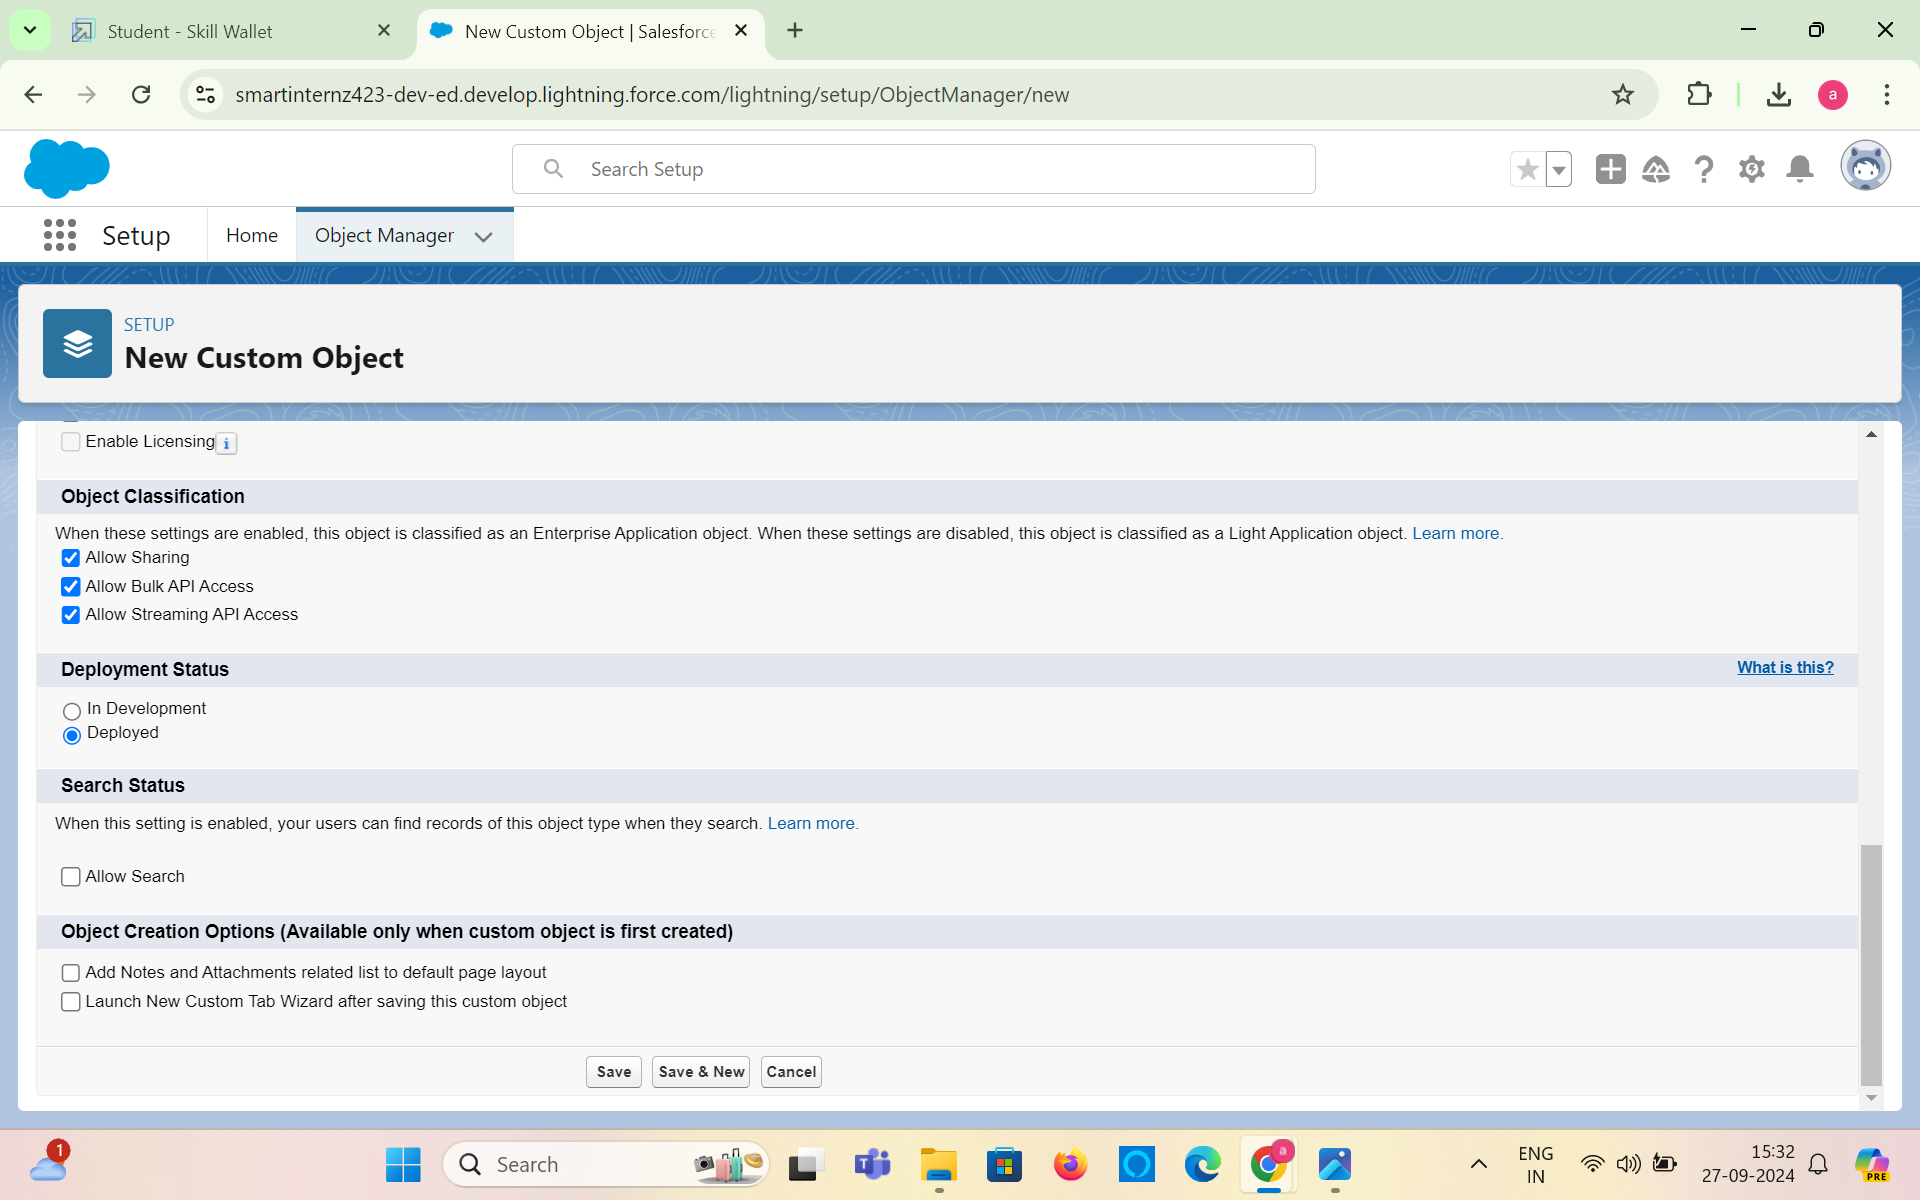 Student - Skill Wallet
New Custom Object | Salesforce
smartinternz423-dev-ed.develop.lightning.force.com/lightning/setup/ObjectManager/new
a
Search Setup
Setup
Home
Object Manager
SETUP
New Custom Object
Enable Licensing
i
Object Classification
When these settings are enabled, this object is classified as an Enterprise Application object. When these settings are disabled, this object is classified as a Light Application object. Learn more.
Allow Sharing
Allow Bulk API Access
Allow Streaming API Access
Deployment Status
What is this?
In Development
Deployed
Search Status
When this setting is enabled, your users can find records of this object type when they search. Learn more.
Allow Search
Object Creation Options (Available only when custom object is first created)
Add Notes and Attachments related list to default page layout
Launch New Custom Tab Wizard after saving this custom object
Save
Save & New
Cancel
1
Search
T
a
ENG
IN
15:32
27-09-2024
PRE